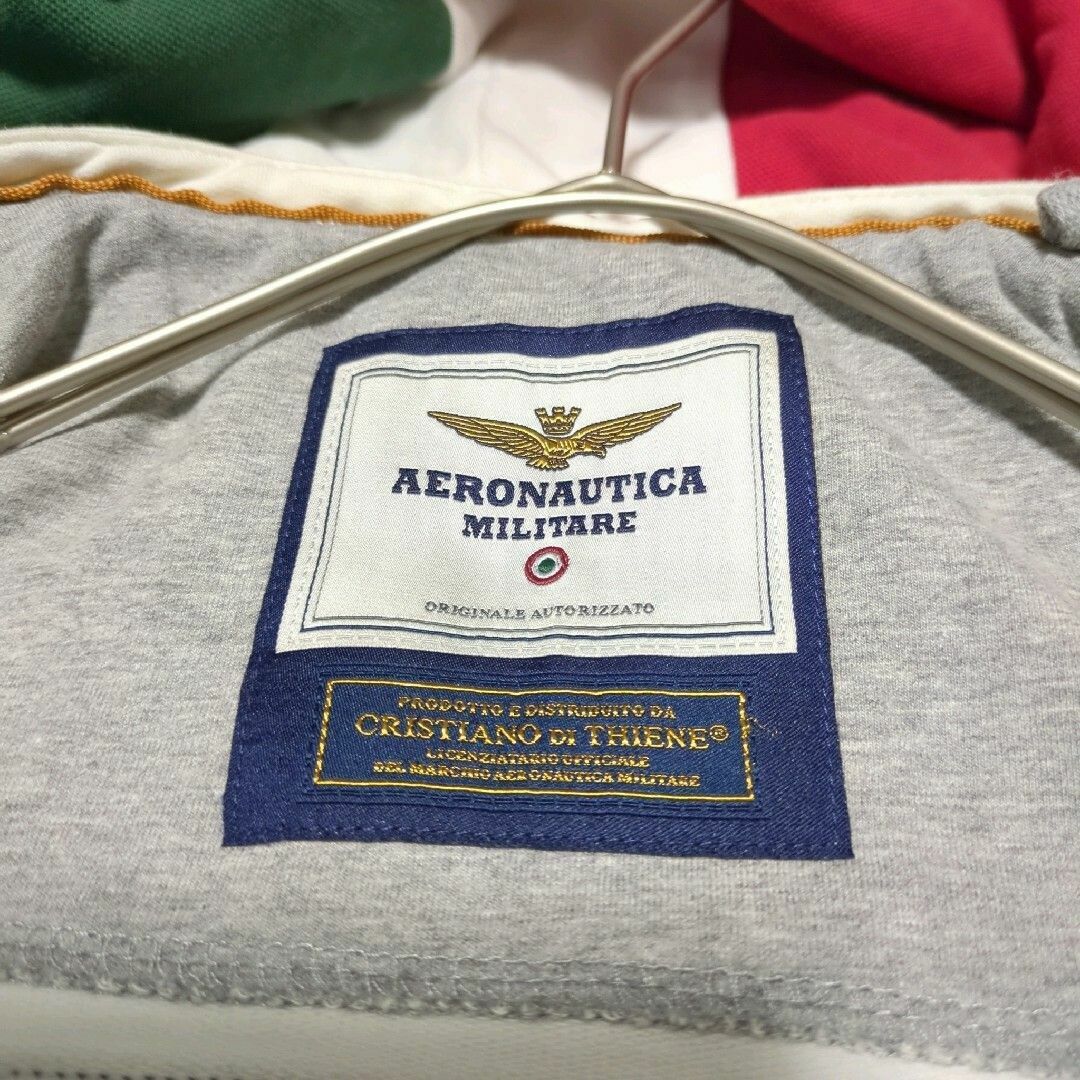 AERONAUTICA
MILITARE
ORIGINALE AUTORIZZATO
PRODOTTO E DISTRIBUITO DA
CRISTIANO DI THIENE®
LICENZIATARIO UFFICIALE
DEL MARCHIO AERONAUTICA MILITARE